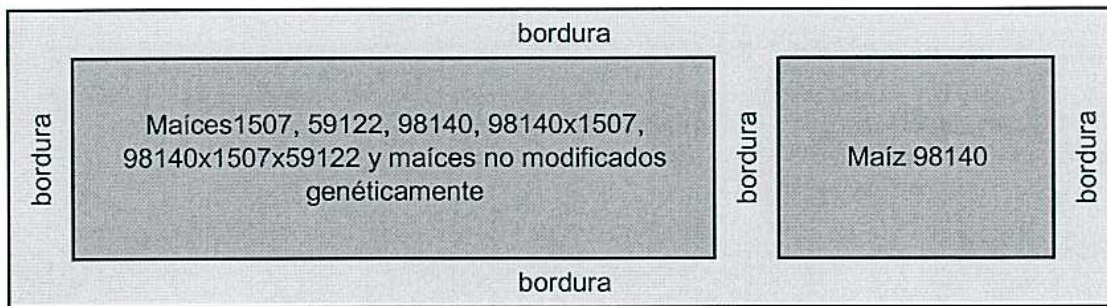 bordura
bordura
Maíces1507, 59122, 98140, 98140x1507,
98140x1507x59122 y maíces no modificados
genéticamente
bordura
Maíz 98140
bordura
bordura